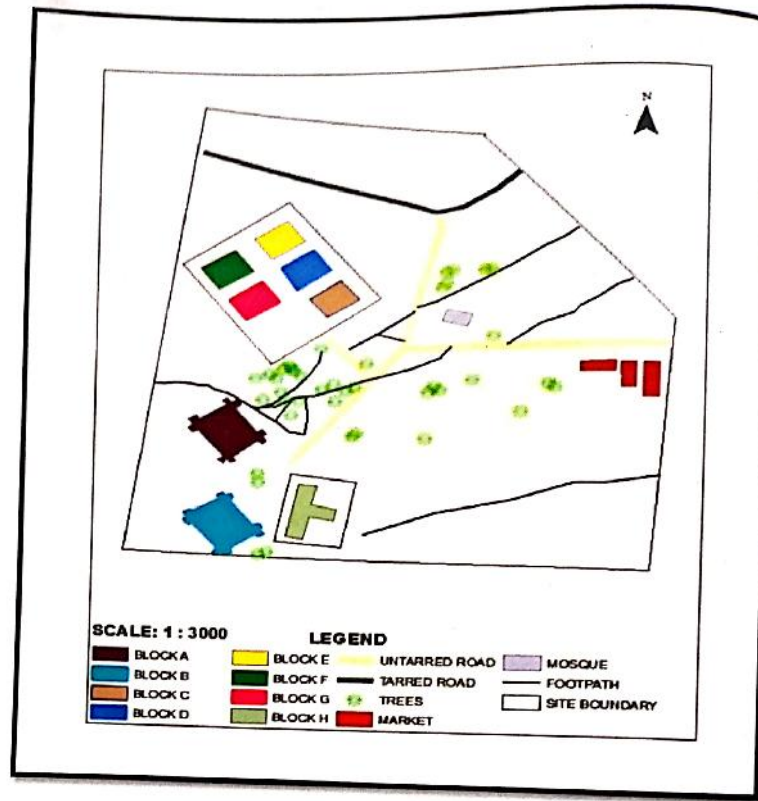 N
SCALE: 1 : 3000
LEGEND
BLOCK A
BLOCK B
BLOCK C
BLOCK D
BLOCK E
BLOCK F
BLOCK G
BLOCK H
UNTARRED ROAD
TARRED ROAD
TREES
MARKET
MOSQUE
FOOTPATH
SITE BOUNDARY